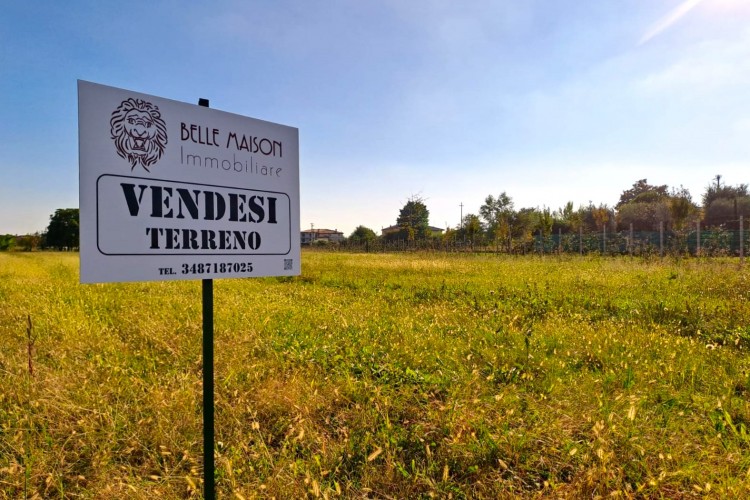 BELLE MAISON
Immobiliare
VENDESI
TERRENO
TEL. 3487187025